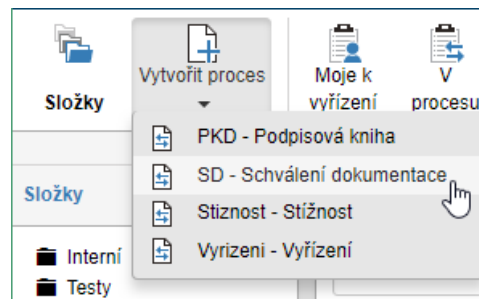 Složky
Vytvořit proces
Moje k
vyřízení
V
procesu
PKD - Podpisová kniha
SD - Schválení dokumentace
Stiznost - Stížnost
Vyrizeni - Vyřízení
Složky
Interní
Testy